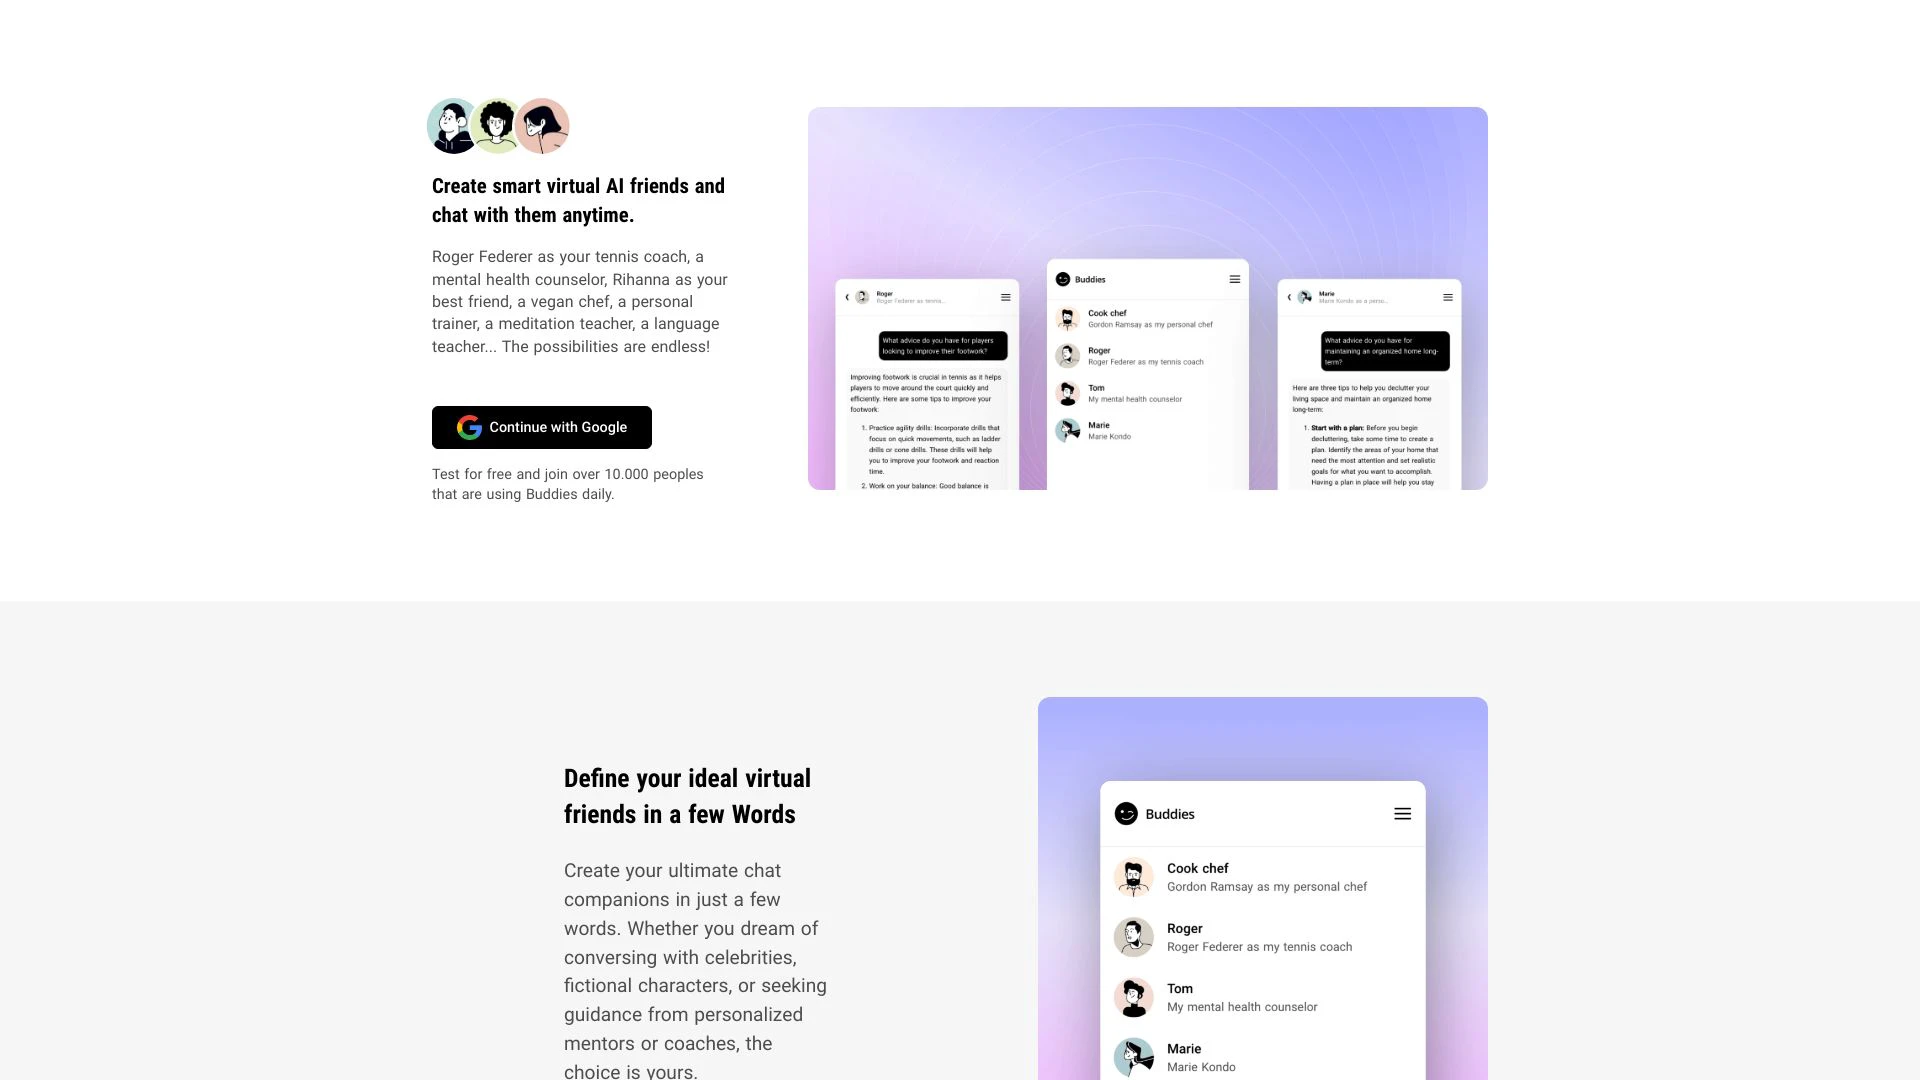 Create smart virtual AI friends and
chat with them anytime.
Roger Federer as your tennis coach, a
mental health counselor, Rihanna as your
best friend, a vegan chef, a personal
trainer, a meditation teacher, a language
teacher... The possibilities are endless!
Continue with Google
Test for free and join over 10.000 peoples
that are using Buddies daily.
Roger
Roger Federer as tennis...
What advice do you have for players
looking to improve their footwork?
Improving footwork is crucial in tennis as it helps
players to move around the court quickly and
efficiently. Here are some tips to improve your
footwork:
1. Practice agility drills: Incorporate drills that
focus on quick movements, such as ladder
drills or cone drills. These drills will help
you to improve your footwork and reaction
time.
2. Work on your balance: Good balance is
Buddies
Cook chef
Gordon Ramsay as my personal chef
Roger
Roger Federer as my tennis coach
Tom
My mental health counselor
Marie
Marie Kondo
Marie
Marie Kondo as a perso...
What advice do you have for
maintaining an organized home long-
term?
Here are three tips to help you declutter your
living space and maintain an organized home
long-term:
1. Start with a plan: Before you begin
decluttering, take some time to create a
plan. Identify the areas of your home that
need the most attention and set realistic
goals for what you want to accomplish.
Having a plan in place will help you stay
Define your ideal virtual
friends in a few Words
Create your ultimate chat
companions in just a few
words. Whether you dream of
conversing with celebrities,
fictional characters, or seeking
guidance from personalized
mentors or coaches, the
choice is yours.
Buddies
Cook chef
Gordon Ramsay as my personal chef
Roger
Roger Federer as my tennis coach
Tom
My mental health counselor
Marie
Marie Kondo